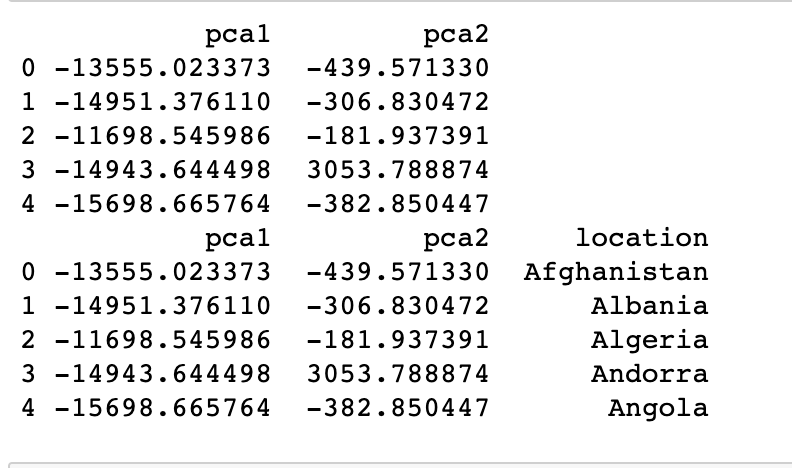 pca1 pca2
0 -13555.023373 -439.571330
1 -14951.376110 -306.830472
2 -11698.545986 -181.937391
3 -14943.644498 3053.788874
4 -15698.665764 -382.850447
pca1 pca2 location
0 -13555.023373 -439.571330 Afghanistan
1 -14951.376110 -306.830472 Albania
2 -11698.545986 -181.937391 Algeria
3 -14943.644498 3053.788874 Andorra
4 -15698.665764 -382.850447 Angola